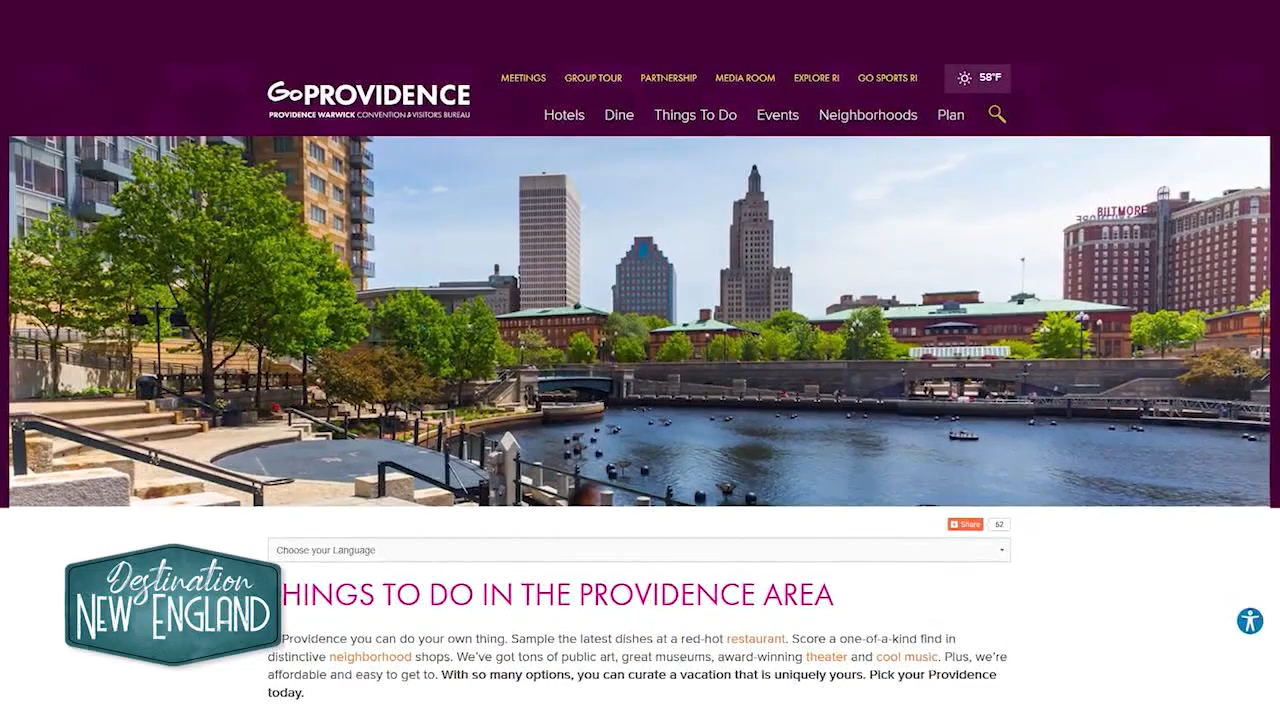 MEETINGS GROUP TOUR PARTNERSHIP MEDIA ROOM EXPLORE RI GO SPORTS RI 58°F
GoPROVIDENCE
PROVIDENCE WARWICK CONVENTION & VISITORS BUREAU
Hotels Dine Things To Do Events Neighborhoods Plan
BILTMORE
BILTMORE
Share 62
Choose your Language
Destination
NEW ENGLAND
HINGS TO DO IN THE PROVIDENCE AREA
Providence you can do your own thing. Sample the latest dishes at a red-hot restaurant. Score a one-of-a-kind find in
distinctive neighborhood shops. We've got tons of public art, great museums, award-winning theater and cool music. Plus, we're
affordable and easy to get to. With so many options, you can curate a vacation that is uniquely yours. Pick your Providence
today.